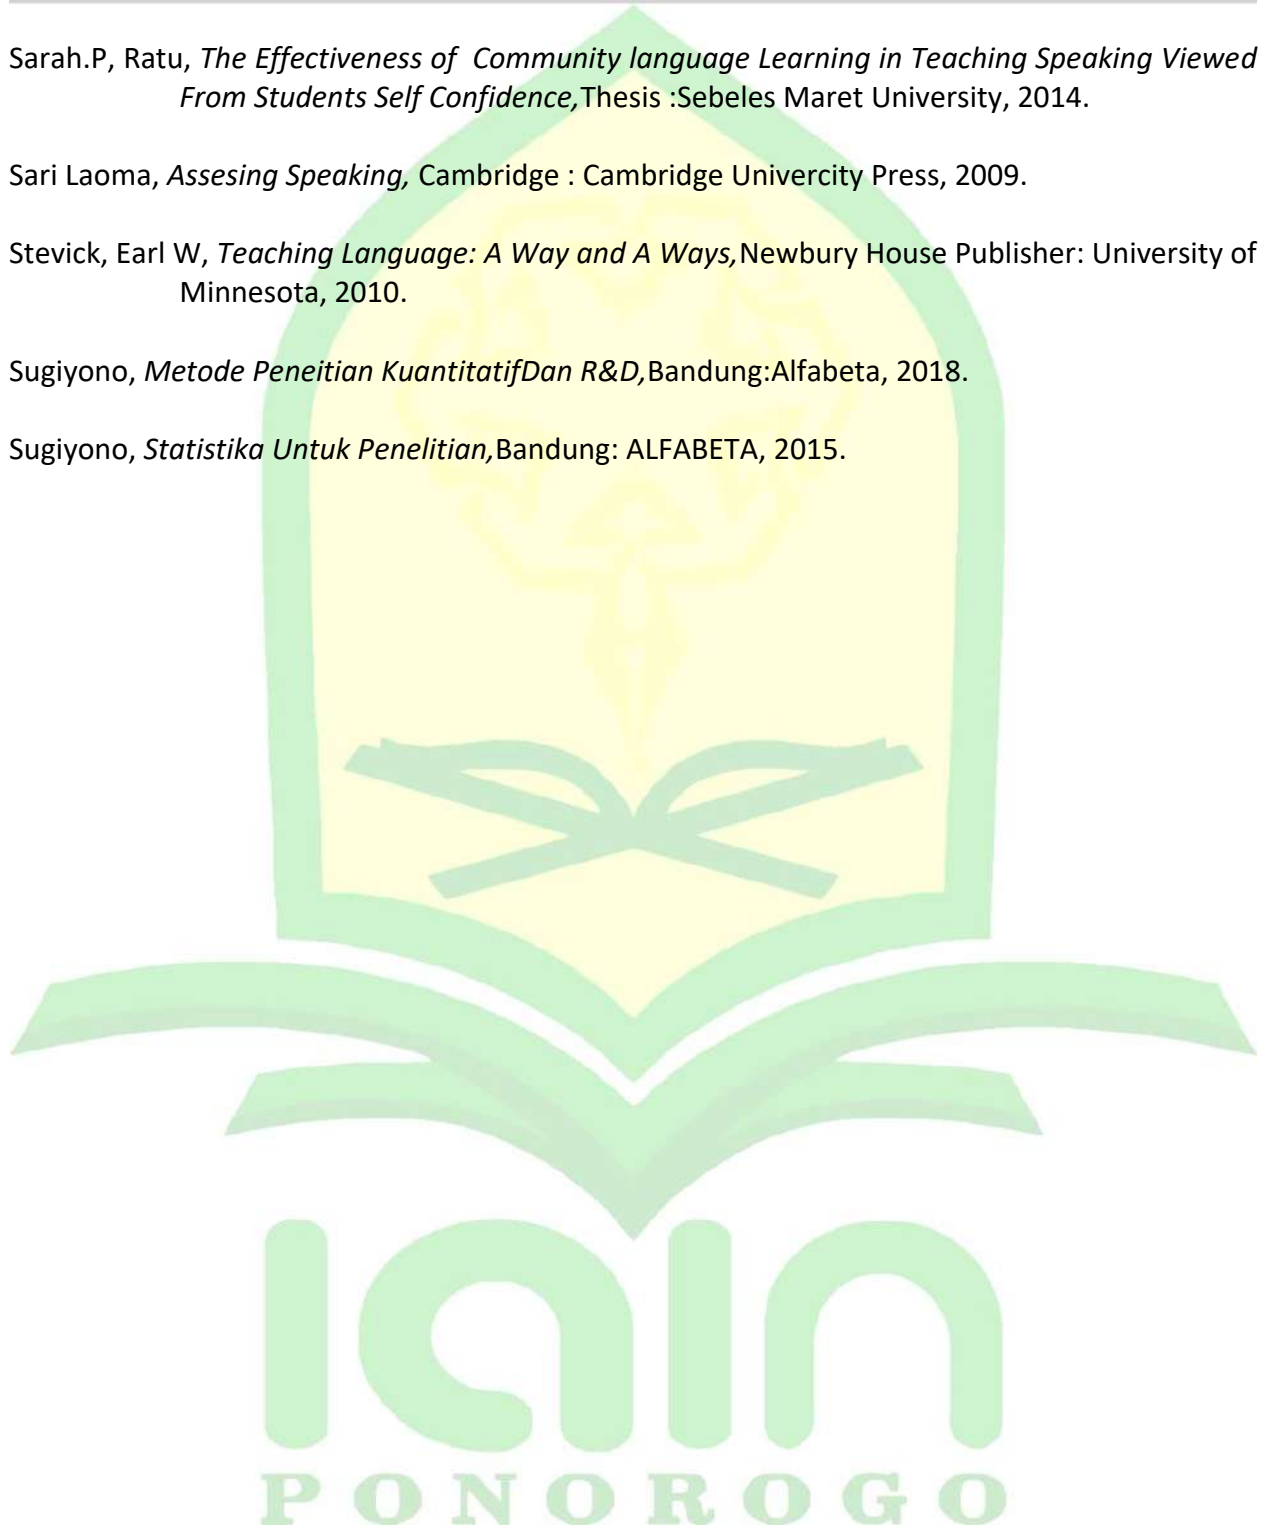 Sarah.P, Ratu, The Effectiveness of Community language Learning in Teaching Speaking Viewed
From Students Self Confidence,Thesis :Sebeles Maret University, 2014.
Sari Laoma, Assesing Speaking, Cambridge : Cambridge Univercity Press, 2009.
Stevick, Earl W, Teaching Language: A Way and A Ways,Newbury House Publisher: University of
Minnesota, 2010.
Sugiyono, Metode Peneitian KuantitatifDan R&D,Bandung:Alfabeta, 2018.
Sugiyono, Statistika Untuk Penelitian,Bandung: ALFABETA, 2015.
iain
PONOROGO